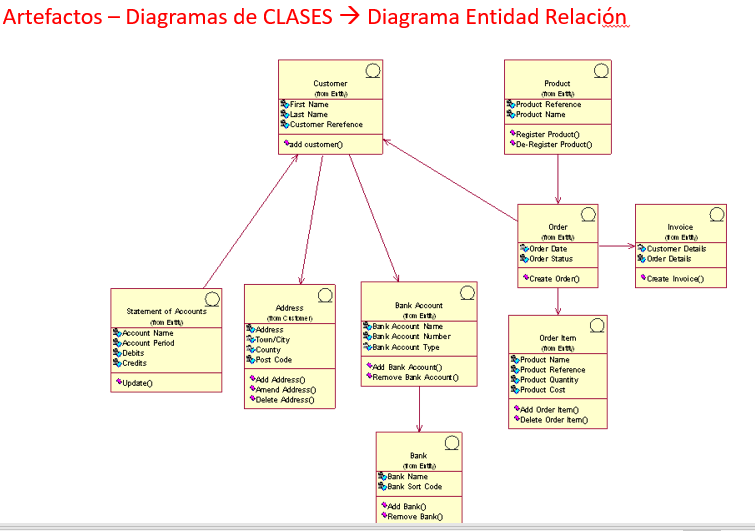 Artefactos – Diagramas de CLASES → Diagrama Entidad Relación
Customer
(from Entity)
First Name
Last Name
Customer Rerefence
add customer()
Product
(from Entity)
Product Reference
Product Name
Register Product()
De-Register Product()
Order
(from Entity)
Order Date
Order Status
Create Order()
Invoice
(from Entity)
Customer Details
Order Details
Create Invoice()
Statement of Accounts
(from Entity)
Account Name
Account Period
Debits
Credits
Update()
Address
(from Customer)
Address
Town/City
County
Post Code
Add Address()
Amend Address()
Delete Address()
Bank Account
(from Entity)
Bank Account Name
Bank Account Number
Bank Account Type
Add Bank Account()
Remove Bank Account()
Order Item
(from Entity)
Product Name
Product Reference
Product Quantity
Product Cost
Add Order Item()
Delete Order Item()
Bank
(from Entity)
Bank Name
Bank Sort Code
Add Bank()
Remove Bank()